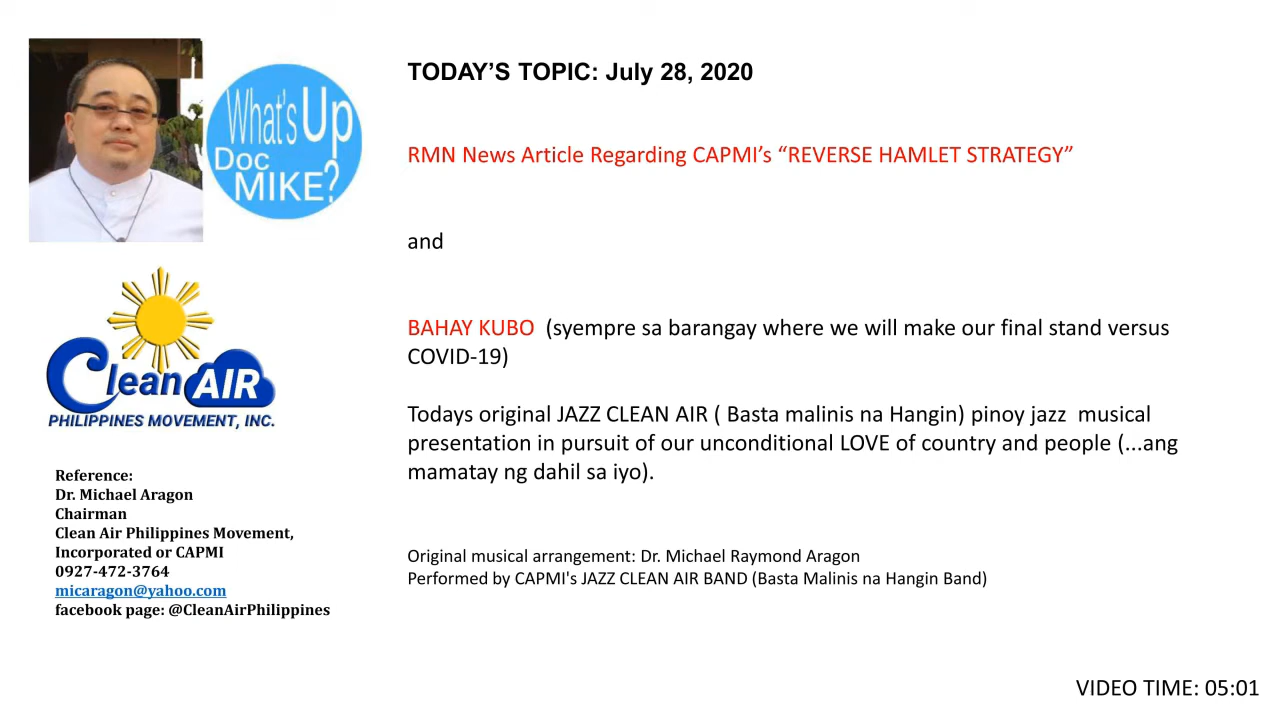 What's Up
Doc
MIKE?
Clean AIR
PHILIPPINES MOVEMENT, INC.
Reference:
Dr. Michael Aragon
Chairman
Clean Air Philippines Movement,
Incorporated or CAPMI
0927-472-3764
micaragon@yahoo.com
facebook page: @CleanAirPhilippines
TODAY'S TOPIC: July 28, 2020
RMN News Article Regarding CAPMI's “REVERSE HAMLET STRATEGY”
and
BAHAY KUBO (syempre sa barangay where we will make our final stand versus
COVID-19)
Todays original JAZZ CLEAN AIR ( Basta malinis na Hangin) pinoy jazz musical
presentation in pursuit of our unconditional LOVE of country and people (...ang
mamatay ng dahil sa iyo).
Original musical arrangement: Dr. Michael Raymond Aragon
Performed by CAPMI's JAZZ CLEAN AIR BAND (Basta Malinis na Hangin Band)
VIDEO TIME: 05:01